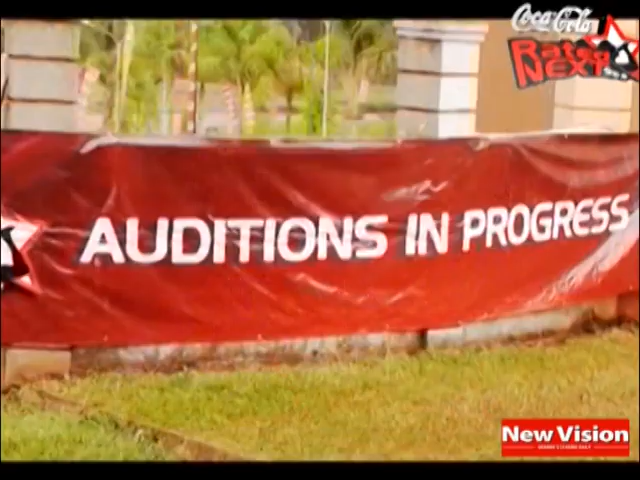 Coca Cola
Rated
Next
AUDITIONS IN PROGRESS
New Vision